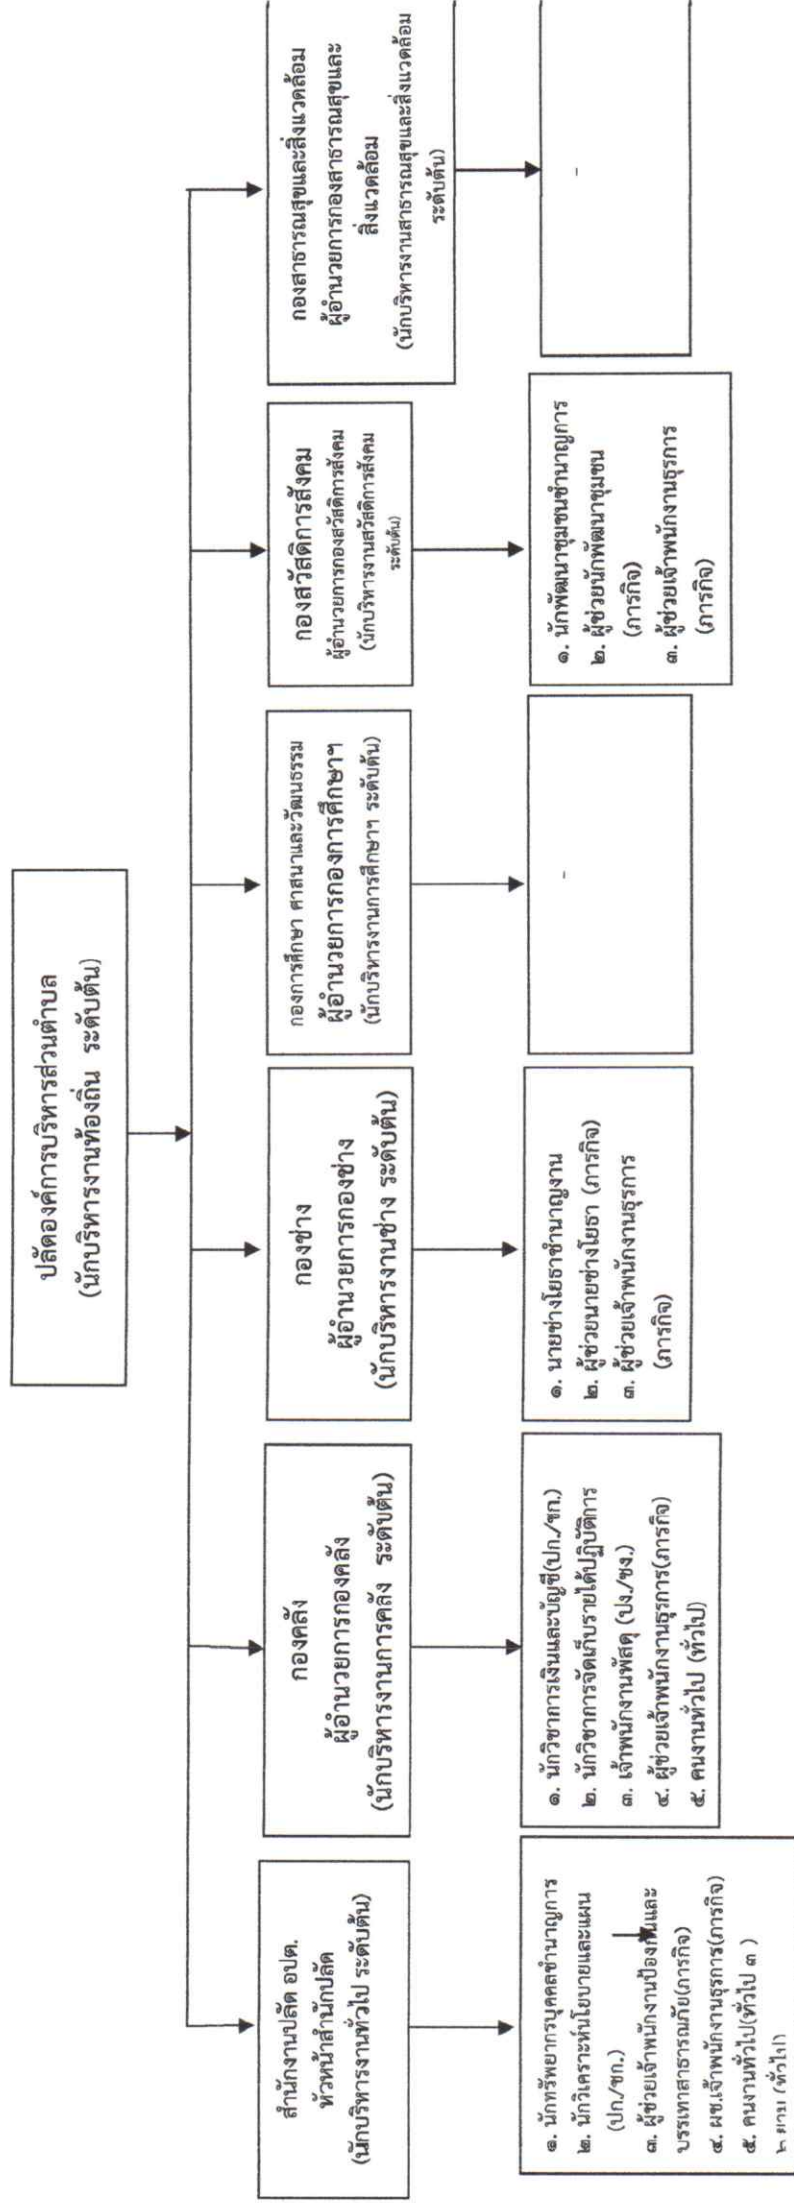 ปลัดองค์การบริหารส่วนตำบล
(นักบริหารงานท้องถิ่น ระดับต้น)
สำนักงานปลัด อบต.
หัวหน้าสำนักปลัด
(นักบริหารงานทั่วไป ระดับต้น)
กองคลัง
ผู้อำนวยการกองคลัง
(นักบริหารงานการคลัง ระดับต้น)
กองช่าง
ผู้อำนวยการกองช่าง
(นักบริหารงานช่าง ระดับต้น)
กองการศึกษา ศาสนาและวัฒนธรรม
ผู้อำนวยการกองการศึกษาฯ
(นักบริหารงานการศึกษาฯ ระดับต้น)
กองสวัสดิการสังคม
ผู้อำนวยการกองสวัสดิการสังคม
(นักบริหารงานสวัสดิการสังคม
ระดับต้น)
กองสาธารณสุขและสิ่งแวดล้อม
ผู้อำนวยการกองสาธารณสุขและ
สิ่งแวดล้อม
(นักบริหารงานสาธารณสุขและสิ่งแวดล้อม
ระดับต้น)
๑. นักทรัพยากรบุคคลชำนาญการ
๒. นักวิเคราะห์นโยบายและแผน
(ปก./ชก.)
๓. ผู้ช่วยเจ้าพนักงานป้องกันและ
บรรเทาสาธารณภัย(ภารกิจ)
๔. ผช.เจ้าพนักงานธุรการ(ภารกิจ)
๕. คนงานทั่วไป(ทั่วไป ๓ )
๖ ยาม (ทั่วไป)
๑. นักวิชาการเงินและบัญชี(ปก./ชก.)
๒. นักวิชาการจัดเก็บรายได้ปฏิบัติการ
๓. เจ้าพนักงานพัสดุ (ปง./ชง.)
๔. ผู้ช่วยเจ้าพนักงานธุรการ(ภารกิจ)
๕. คนงานทั่วไป (ทั่วไป)
๑. นายช่างโยธาชำนาญงาน
๒. ผู้ช่วยนายช่างโยธา (ภารกิจ)
๓. ผู้ช่วยเจ้าพนักงานธุรการ
(ภารกิจ)
-
๑. นักพัฒนาชุมชนชำนาญการ
๒. ผู้ช่วยนักพัฒนาชุมชน
(ภารกิจ)
๓. ผู้ช่วยเจ้าพนักงานธุรการ
(ภารกิจ)
-